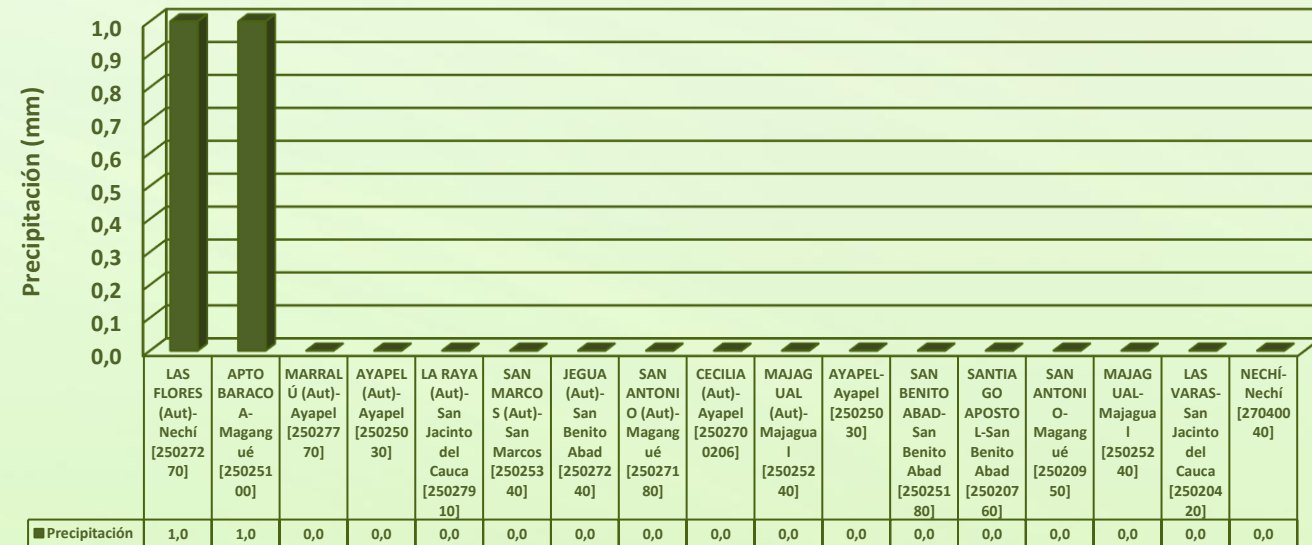 Precipitación (mm)
1,0
0,9
0,8
0,7
0,6
0,5
0,4
0,3
0,2
0,1
0,0
LAS
FLORES
(Aut)-
Nechí
[250272
70]
APTO
BARACO
A-
Magang
ué
[250251
00]
MARRAL
Ú (Aut)-
Ayapel
[250277
70]
AYAPEL
(Aut)-
Ayapel
[250250
30]
LA RAYA
(Aut)-
San
Jacinto
del
Cauca
[250279
10]
SAN
MARCO
S (Aut)-
San
Marcos
[250253
40]
JEGUA
(Aut)-
San
Benito
Abad
[250272
40]
SAN
ANTONI
O (Aut)-
Magang
ué
[250271
80]
CECILIA
(Aut)-
Ayapel
[250270
0206]
MAJAG
UAL
(Aut)-
Majagua
l
[250252
40]
AYAPEL-
Ayapel
[250250
30]
SAN
BENITO
ABAD-
San
Benito
Abad
[250251
80]
SANTIA
GO
APOSTO
L-San
Benito
Abad
[250207
60]
SAN
ANTONI
O-
Magang
ué
[250209
50]
MAJAG
UAL-
Majagua
l
[250252
40]
LAS
VARAS-
San
Jacinto
del
Cauca
[250204
20]
NECHÍ-
Nechí
[270400
40]
Precipitación 1,0 1,0 0,0 0,0 0,0 0,0 0,0 0,0 0,0 0,0 0,0 0,0 0,0 0,0 0,0 0,0 0,0